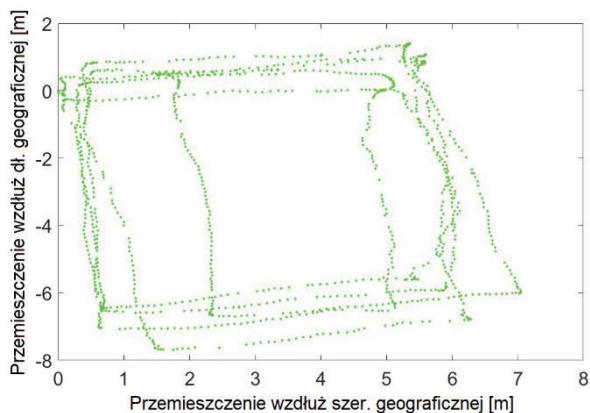 Przemieszczenie wzdłuż dł. geograficznej [m]
2
0
-2
-4
-6
-8
0 1 2 3 4 5 6 7 8
Przemieszczenie wzdłuż szer. geograficznej [m]